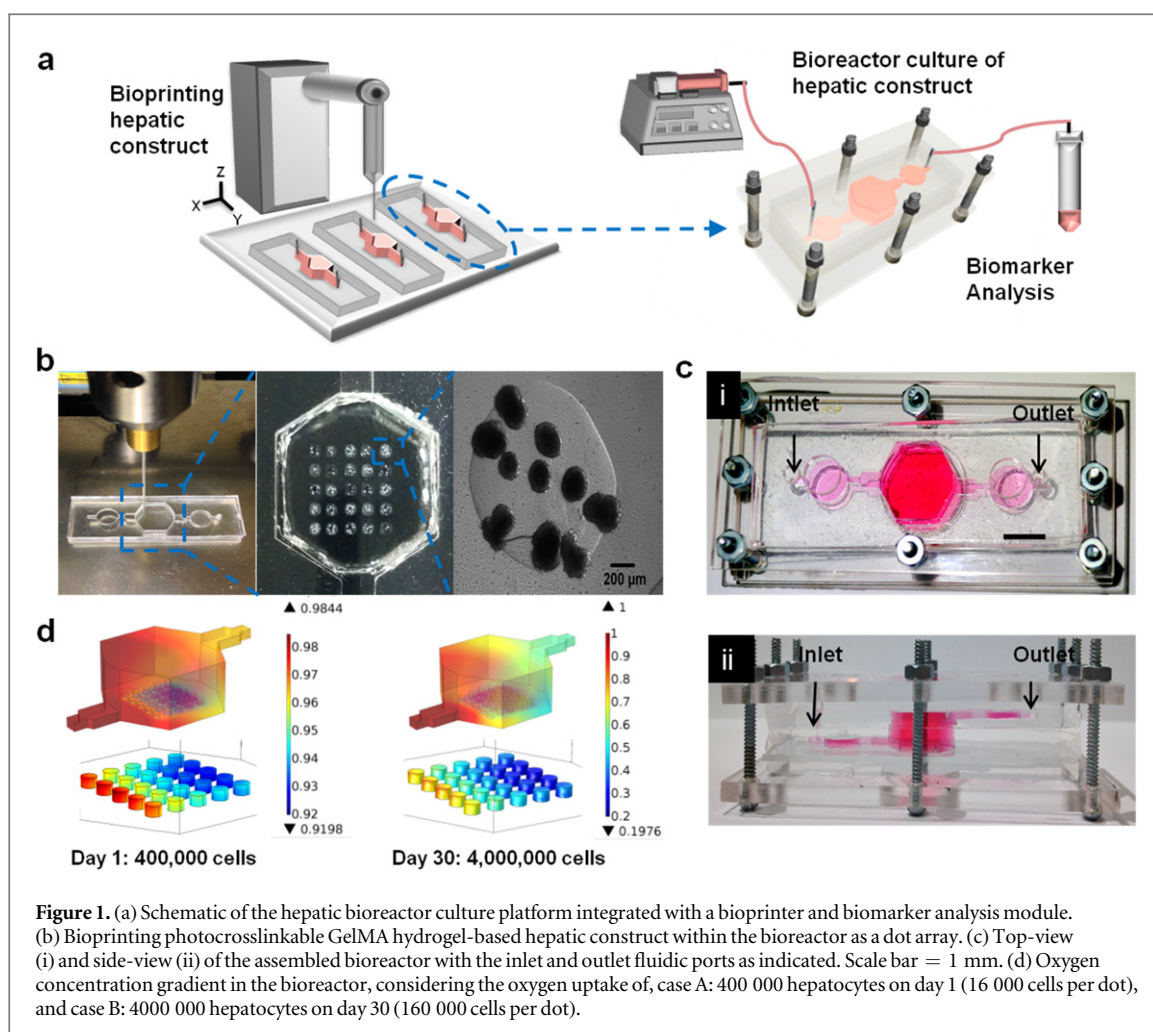 a
Bioprinting
hepatic
construct
Z
X
Y
Bioreactor culture of
hepatic construct
Biomarker
Analysis
b
200 µm
c
i
Intlet
Outlet
ii
Inlet
Outlet
d
▲ 0.9844
0.98
0.97
0.96
0.95
0.94
0.93
0.92
▼ 0.9198
Day 1: 400,000 cells
▲ 1
1
0.9
0.8
0.7
0.6
0.5
0.4
0.3
0.2
▼ 0.1976
Day 30: 4,000,000 cells
Figure 1. (a) Schematic of the hepatic bioreactor culture platform integrated with a bioprinter and biomarker analysis module.
(b) Bioprinting photocrosslinkable GelMA hydrogel-based hepatic construct within the bioreactor as a dot array. (c) Top-view
(i) and side-view (ii) of the assembled bioreactor with the inlet and outlet fluidic ports as indicated. Scale bar = 1 mm. (d) Oxygen
concentration gradient in the bioreactor, considering the oxygen uptake of, case A: 400 000 hepatocytes on day 1 (16 000 cells per dot),
and case B: 4000 000 hepatocytes on day 30 (160 000 cells per dot).